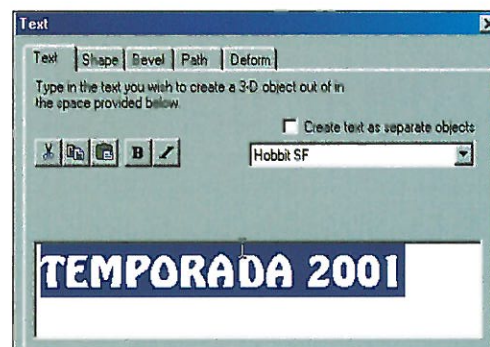 Text
Text Shape Bevel Path Deform
Type in the text you wish to create a 3-D object out of in
the space provided below.
Create text as separate objects
B I
Hobbit SF
TEMPORADA 2001